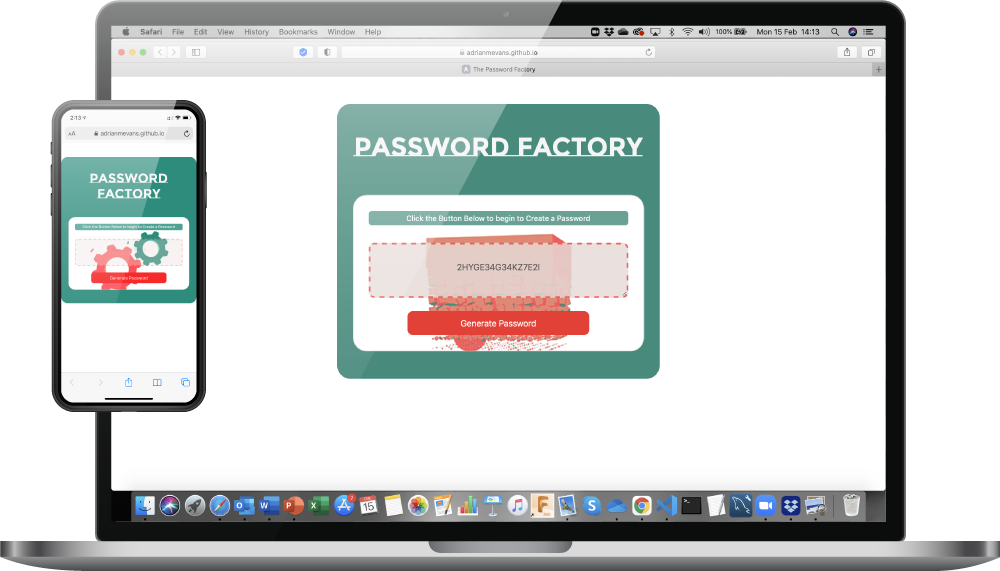 Safari File Edit View History Bookmarks Window Help
100% Mon 15 Feb 14:13
adrianmevans.github.io
The Password Factory
PASSWORD FACTORY
Click the Button Below to begin to Create a Password
2HYGE34G34KZ7E2I
Generate Password
2:13
AA adrianmevans.github.io
PASSWORD
FACTORY
Click the Button Below to begin to Create a Password
Generate Password
7
15